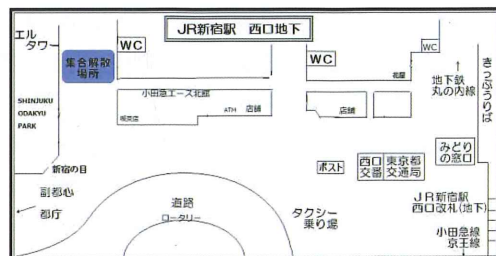 JR新宿駅 西口地下
エル
タワー
WC
WC
WC
集合解散
場所
花屋
地下鉄
丸の内線
きっぷうりば
小田急エース北館
ATM
店舗
店舗
SHINJUKU
ODAKYU
PARK
新宿の目
ポスト
西口
交番
東京都
交通局
みどり
の窓口
副都心
都庁
道路
ロータリー
タクシー
乗り場
JR新宿駅
西口改札(地下)
小田急線
京王線